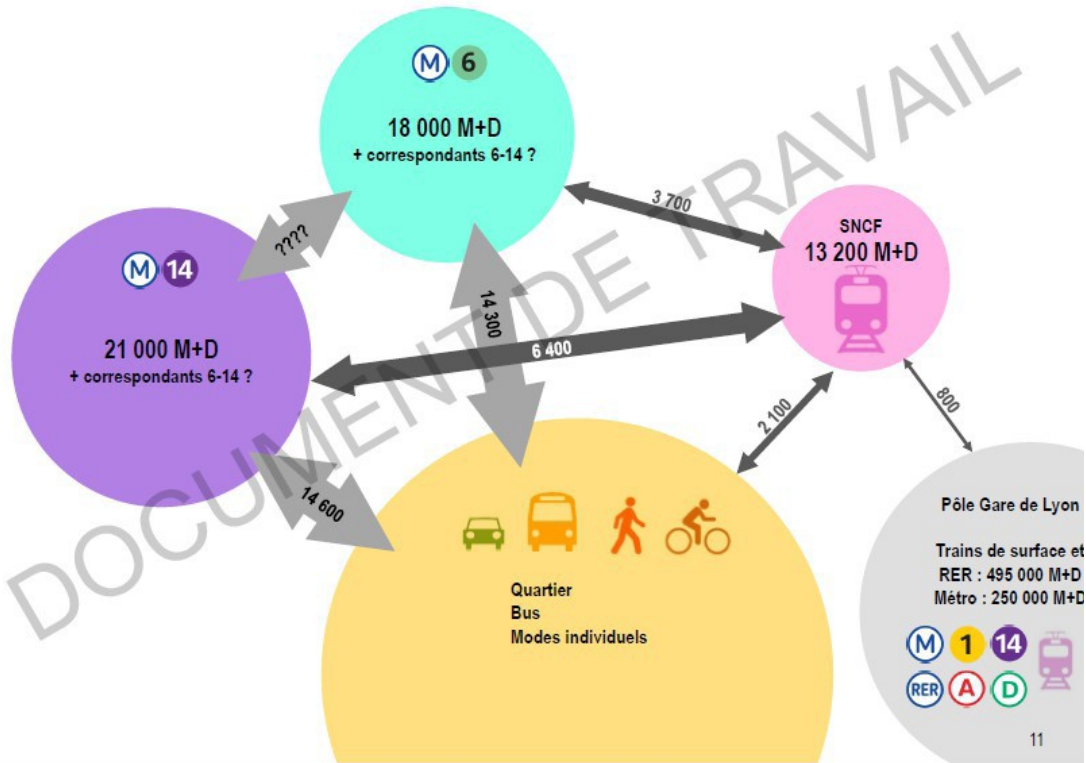 M 6
18 000 M+D
+ correspondants 6-14 ?
3 700
SNCF
13 200 M+D
????
M 14
21 000 M+D
+ correspondants 6-14 ?
14 300
6 400
2 100
800
14 600
Quartier
Bus
Modes individuels
Pôle Gare de Lyon
Trains de surface et
RER : 495 000 M+D
Métro : 250 000 M+D
M 1 14
RER A D
11
DOCUMENT DE TRAVAIL